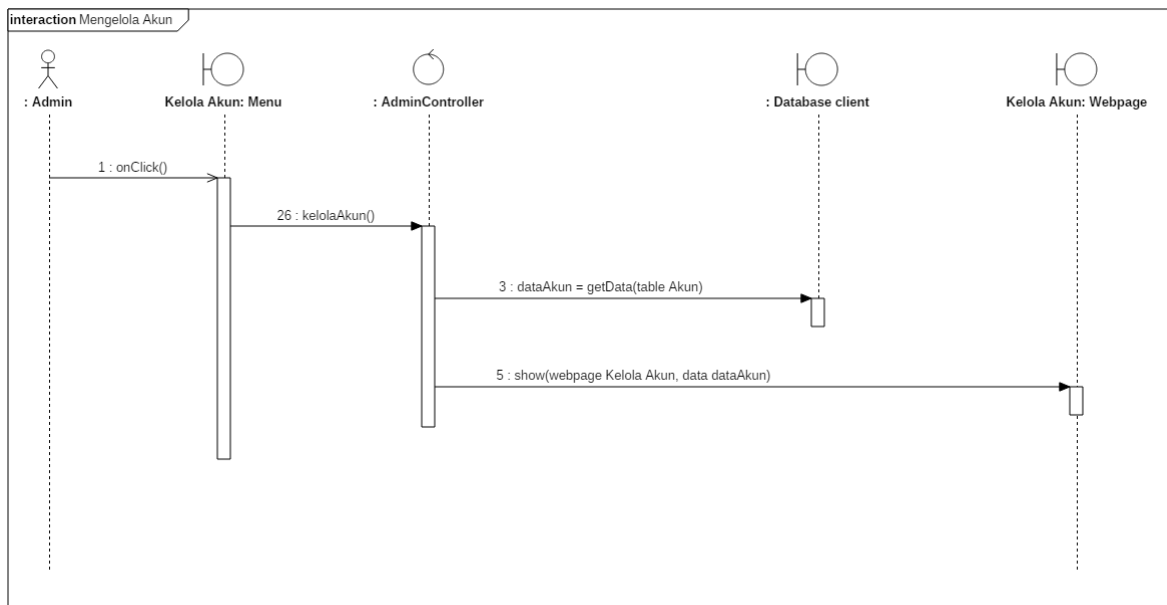 interaction Mengelola Akun
: Admin
Kelola Akun: Menu
: AdminController
: Database client
Kelola Akun: Webpage
1 : onClick()
26 : kelolaAkun()
3 : dataAkun = getData(table Akun)
5 : show(webpage Kelola Akun, data dataAkun)